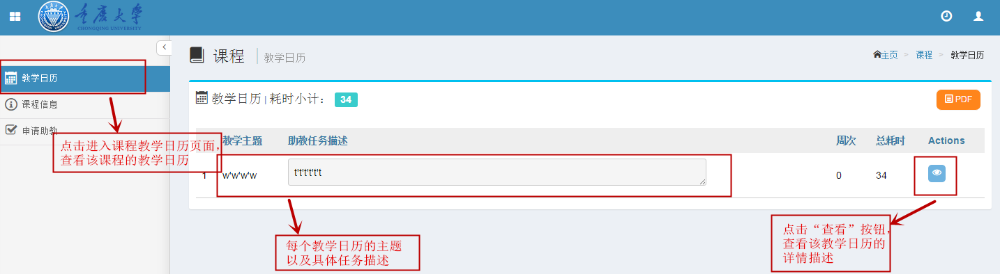 重庆大学
CHONGQING UNIVERSITY
课程 教学日历
主页 > 课程 > 教学日历
教学日历
课程信息
申请助教
点击进入课程教学日历页面,
查看该课程的教学日历
教学日历 | 耗时小计: 34
PDF
教学主题 助教任务描述 周次 总耗时 Actions
1 w'w'w'w t't't't't't 0 34
每个教学日历的主题
以及具体任务描述
点击“查看”按钮,
查看该教学日历的
详情描述